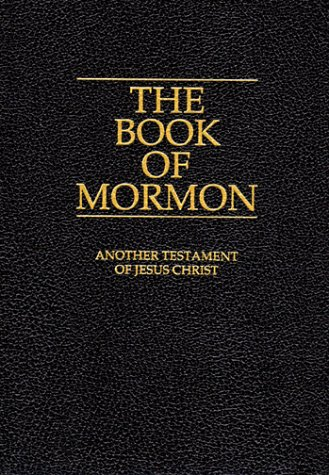 THE
BOOK
OF
MORMON
ANOTHER TESTAMENT
OF JESUS CHRIST